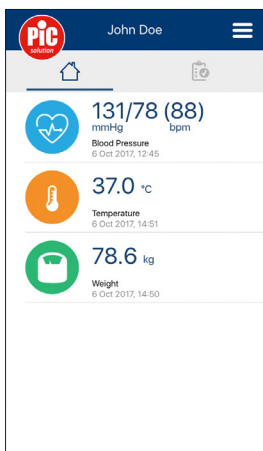 PiC
solution
John Doe
131/78 (88)
mmHg bpm
Blood Pressure
6 Oct 2017, 12:45
37.0 °C
Temperature
6 Oct 2017, 14:51
78.6 kg
Weight
6 Oct 2017, 14:50